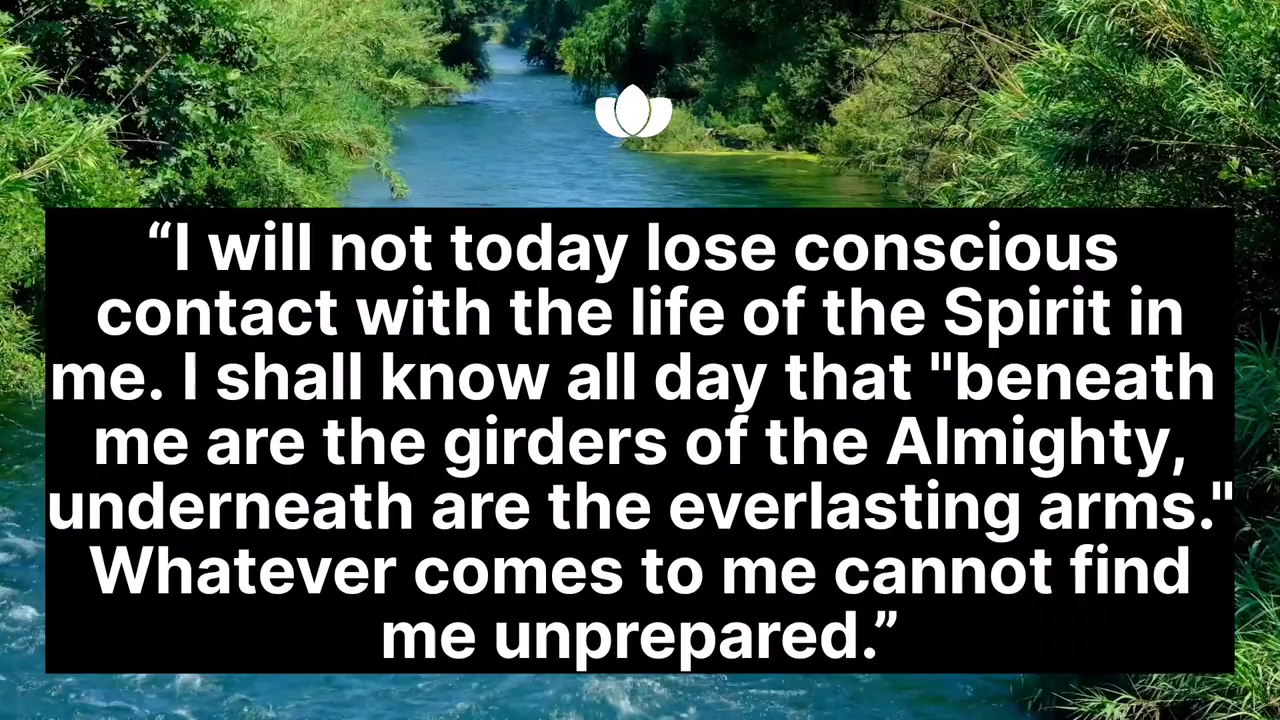 “I will not today lose conscious
contact with the life of the Spirit in
me. I shall know all day that "beneath
me are the girders of the Almighty,
underneath are the everlasting arms."
Whatever comes to me cannot find
me unprepared.”